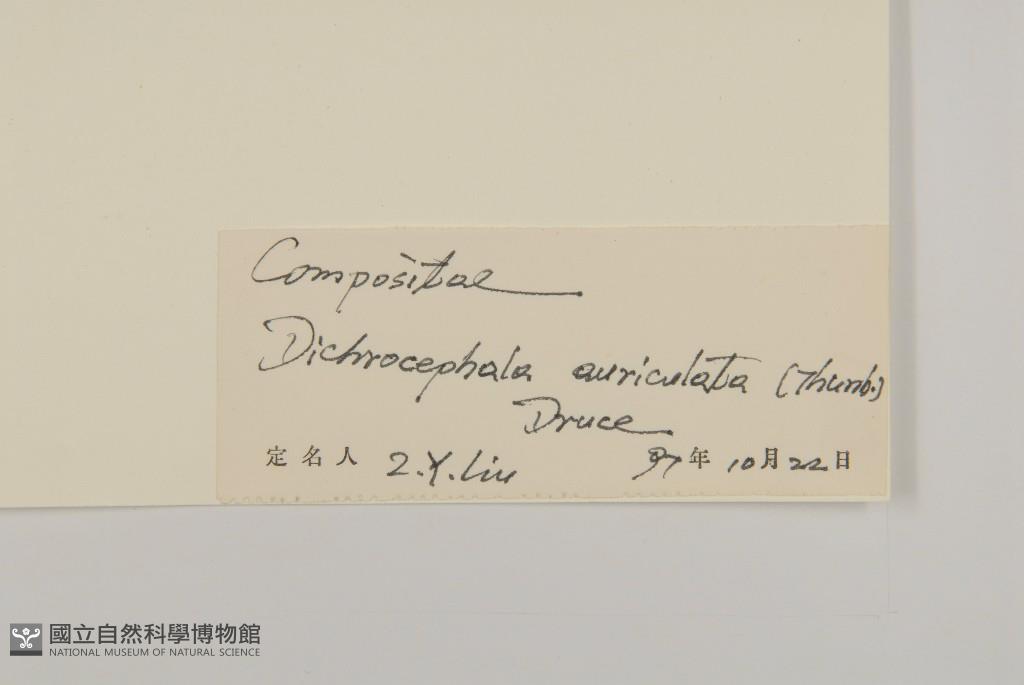 Compositae
Dichrocephala auriculata (Thunb.)
Druce
定名人 Z.Y. Liu 97年10月22日
國立自然科學博物館
NATIONAL MUSEUM OF NATURAL SCIENCE